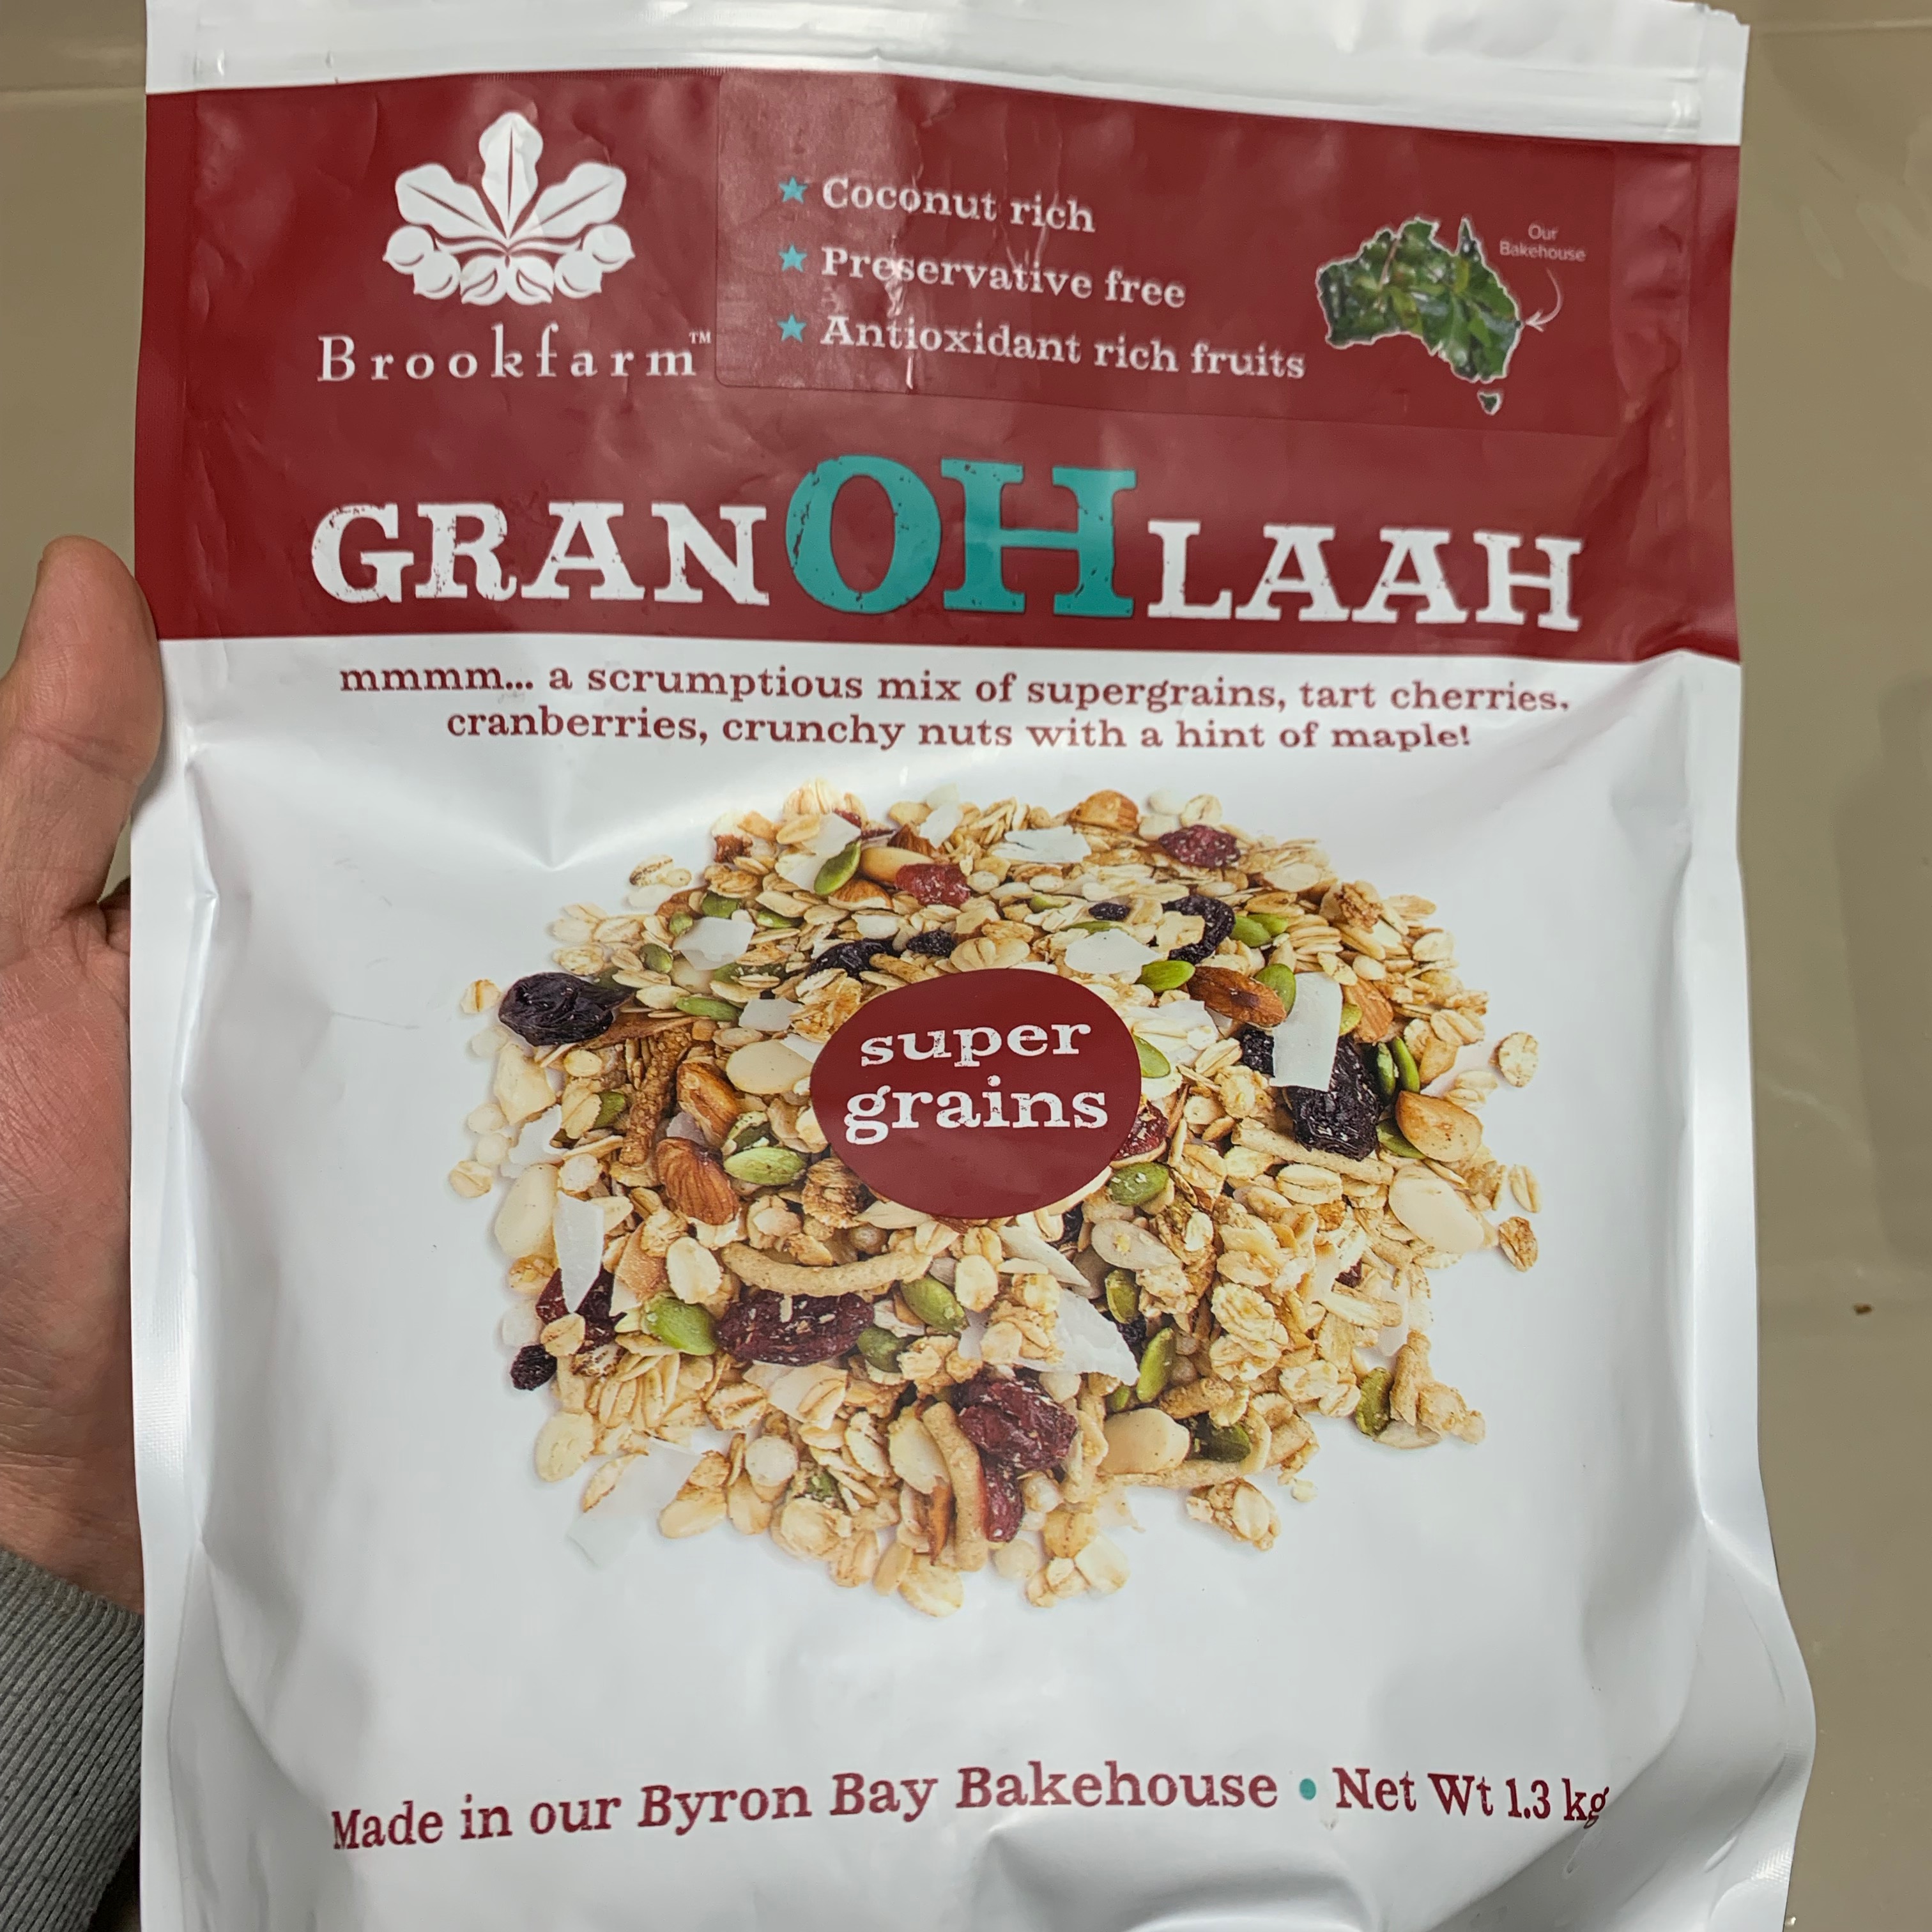 Brookfarm™
★ Coconut rich
★ Preservative free
★ Antioxidant rich fruits
Our
Bakehouse
GRANOHLAAH
mmmm... a scrumptious mix of supergrains, tart cherries,
cranberries, crunchy nuts with a hint of maple!
super
grains
Made in our Byron Bay Bakehouse • Net Wt 1.3 kg